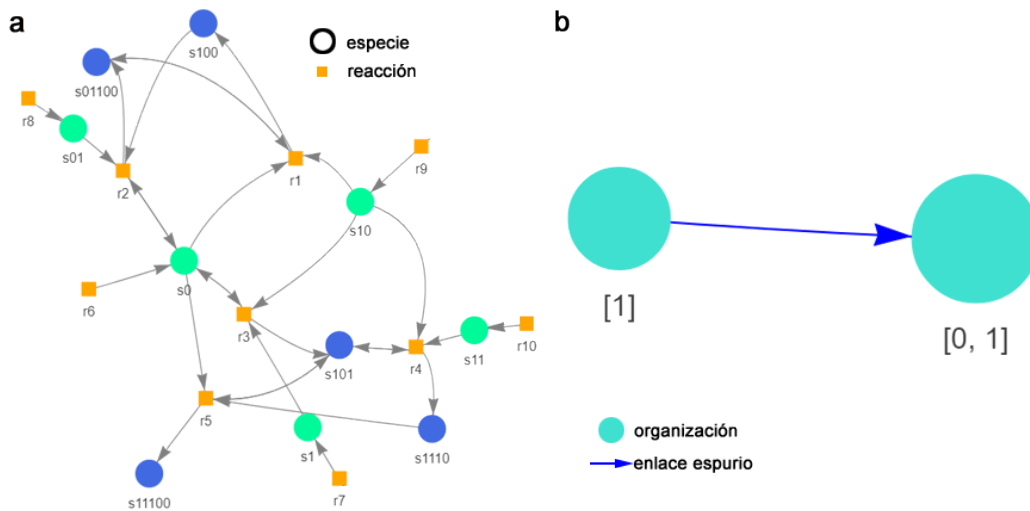 a
s100
especie
reacción
s01100
r8
s01
r2
r1
r9
s10
s0
r6
r3
s101
r4
s11
r10
r5
s1
s1110
s11100
r7
b
[1]
[0, 1]
organización
enlace espurio